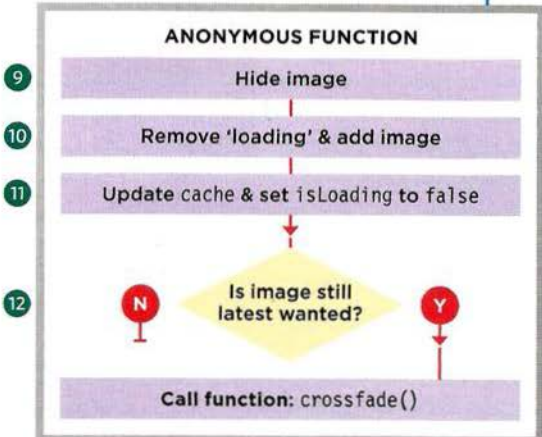 ANONYMOUS FUNCTION
9
Hide image
10
Remove ‘loading’ & add image
11
Update cache & set isLoading to false
12
N
Is image still
latest wanted?
Y
Call function: crossfade()